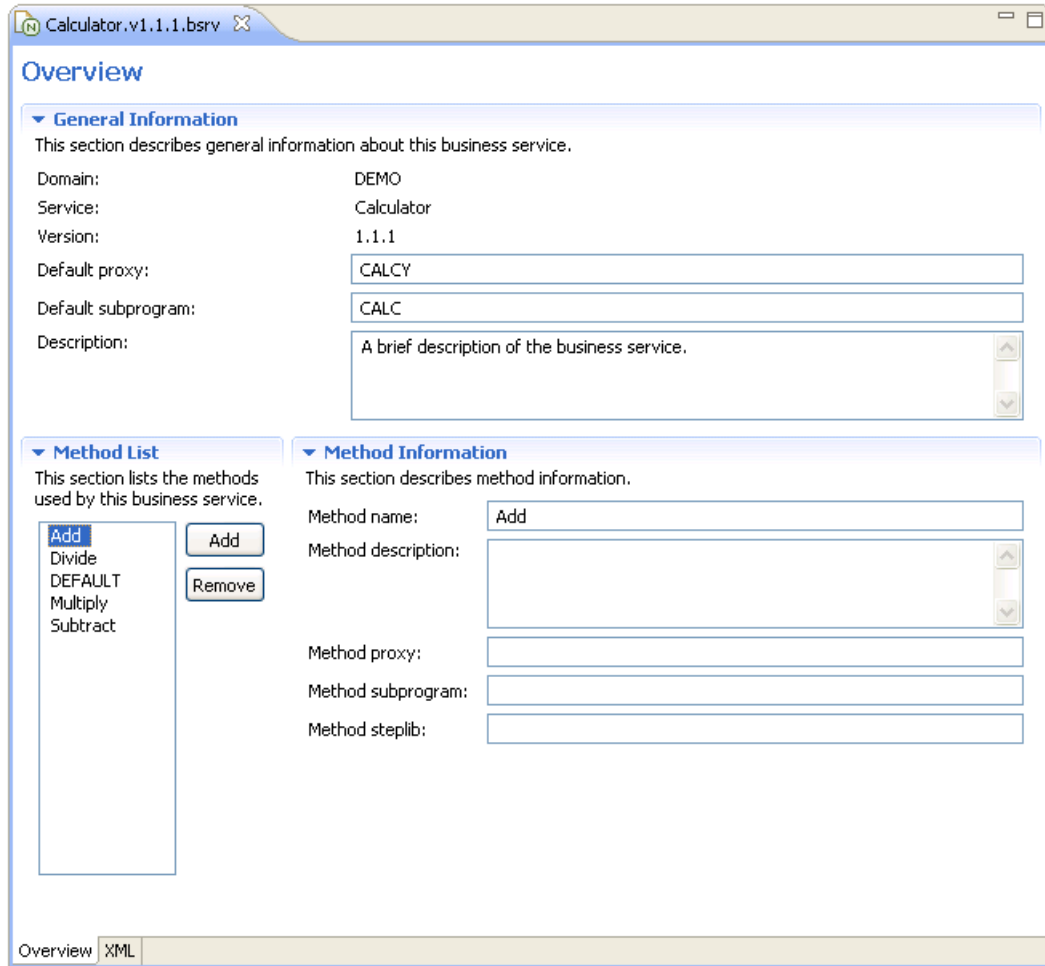 Calculator.v1.1.1.bsrv
Overview
General Information
This section describes general information about this business service.
Domain: DEMO
Service: Calculator
Version: 1.1.1
Default proxy: CALCY
Default subprogram: CALC
Description: A brief description of the business service.
Method List
This section lists the methods
used by this business service.
Add
Divide
DEFAULT
Multiply
Subtract
Add
Remove
Method Information
This section describes method information.
Method name: Add
Method description:
Method proxy:
Method subprogram:
Method steplib:
Overview XML